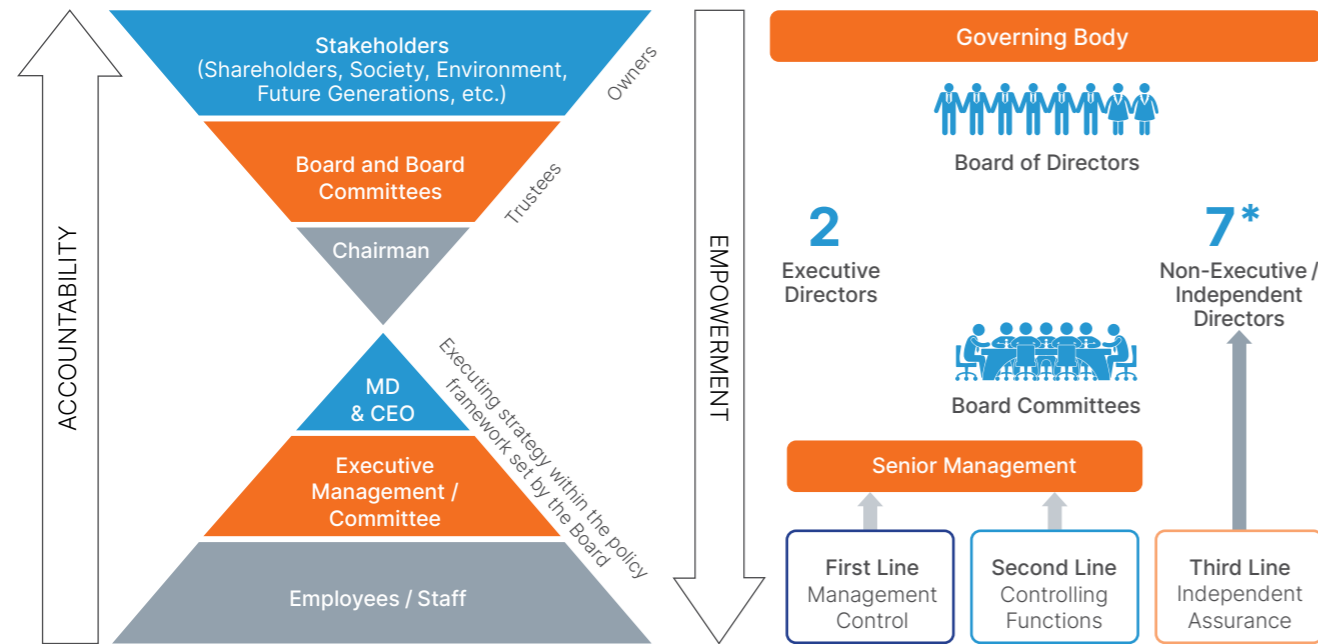 ACCOUNTABILITY
Stakeholders
(Shareholders, Society, Environment,
Future Generations, etc.)
Owners
Board and Board
Committees
Trustees
Chairman
MD
& CEO
Executing strategy within the policy
framework set by the Board
Executive
Management /
Committee
Employees / Staff
EMPOWERMENT
Governing Body
Board of Directors
2
Executive
Directors
7*
Non-Executive /
Independent
Directors
Board Committees
Senior Management
First Line
Management
Control
Second Line
Controlling
Functions
Third Line
Independent
Assurance